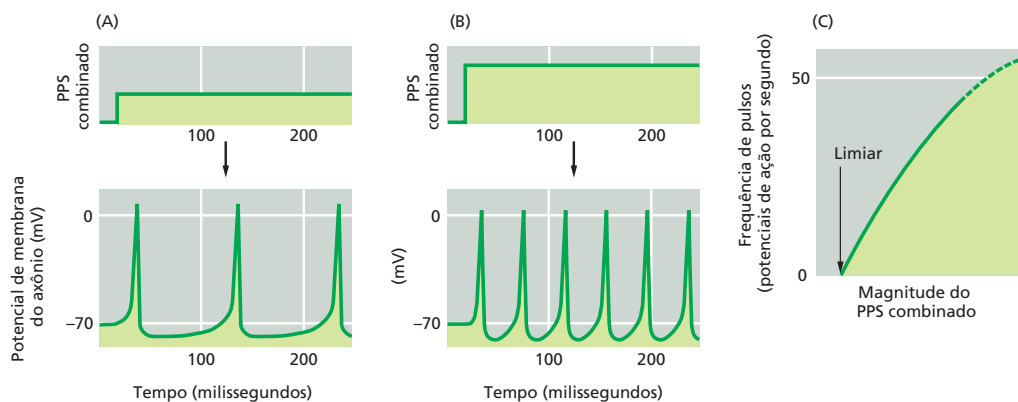 (A)
PPS
combinado
100
200
Potencial de membrana
do axônio (mV)
0
–70
100
200
Tempo (milissegundos)
(B)
PPS
combinado
100
200
(mV)
0
–70
100
200
Tempo (milissegundos)
(C)
Frequência de pulsos
(potenciais de ação por segundo)
50
Limiar
0
Magnitude do
PPS combinado